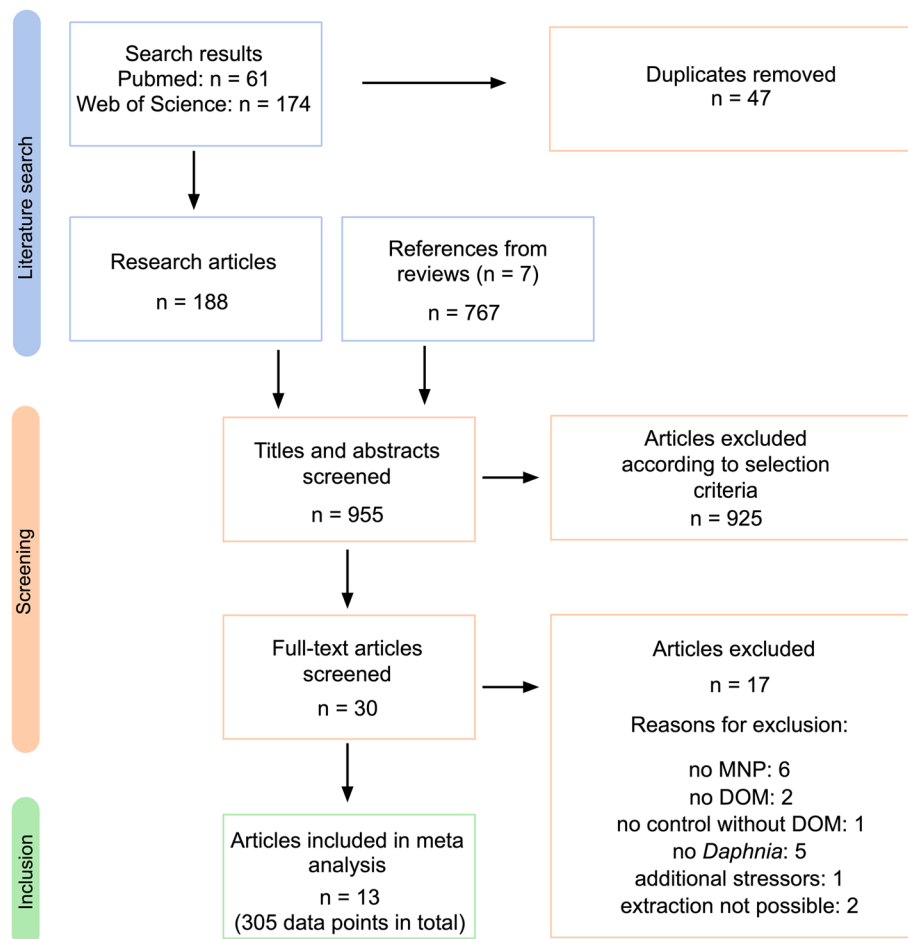 Literature search
Search results
Pubmed: n = 61
Web of Science: n = 174
Duplicates removed
n = 47
Research articles
n = 188
References from
reviews (n = 7)
n = 767
Screening
Titles and abstracts
screened
n = 955
Articles excluded
according to selection
criteria
n = 925
Full-text articles
screened
n = 30
Articles excluded
n = 17
Reasons for exclusion:
no MNP: 6
no DOM: 2
no control without DOM: 1
no Daphnia: 5
additional stressors: 1
extraction not possible: 2
Inclusion
Articles included in meta
analysis
n = 13
(305 data points in total)